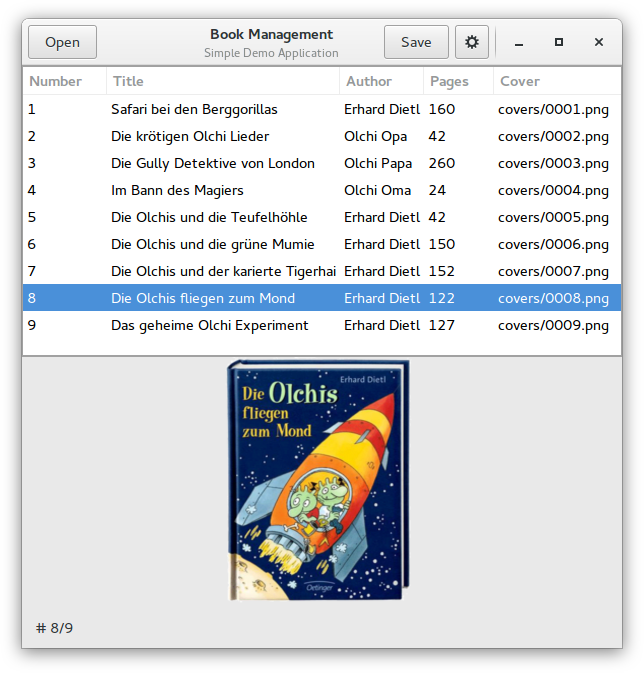 Open
Book Management
Simple Demo Application
Save
Number Title Author Pages Cover
1 Safari bei den Berggorillas Erhard Dietl 160 covers/0001.png
2 Die krötigen Olchi Lieder Olchi Opa 42 covers/0002.png
3 Die Gully Detektive von London Olchi Papa 260 covers/0003.png
4 Im Bann des Magiers Olchi Oma 24 covers/0004.png
5 Die Olchis und die Teufelhöhle Erhard Dietl 42 covers/0005.png
6 Die Olchis und die grüne Mumie Erhard Dietl 150 covers/0006.png
7 Die Olchis und der karierte Tigerhai Erhard Dietl 152 covers/0007.png
8 Die Olchis fliegen zum Mond Erhard Dietl 122 covers/0008.png
9 Das geheime Olchi Experiment Erhard Dietl 127 covers/0009.png
Erhard Dietl
Die Olchis
fliegen
zum Mond
Oetinger
# 8/9